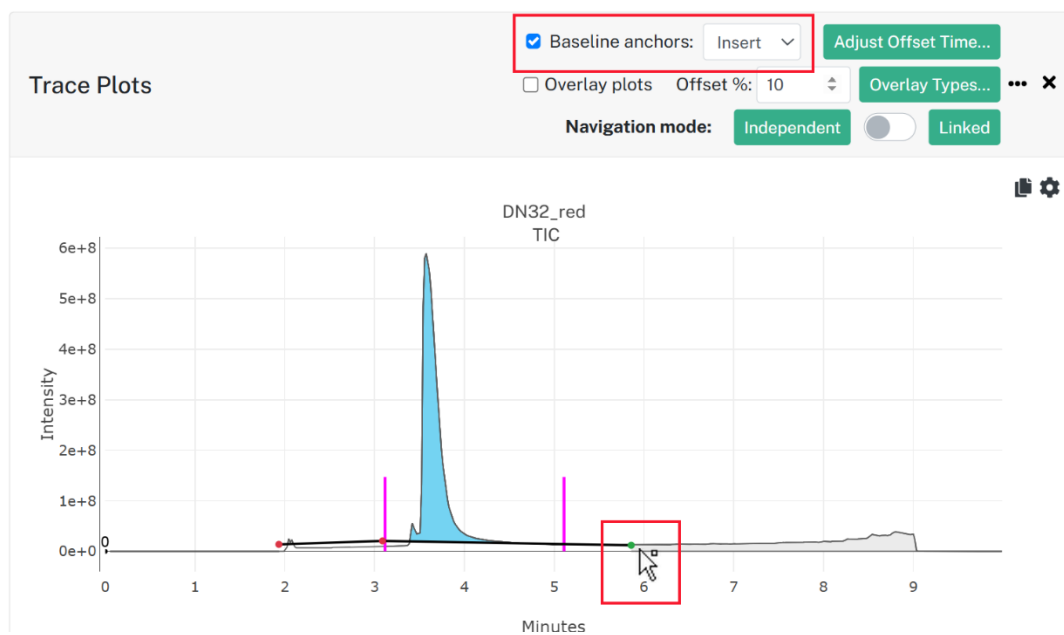 Baseline anchors: Insert Adjust Offset Time...
Trace Plots
Overlay plots Offset %: 10 Overlay Types...
Navigation mode: Independent Linked
DN32_red
TIC
6e+8
5e+8
4e+8
3e+8
2e+8
1e+8
0e+0
0
Intensity
0 1 2 3 4 5 6 7 8 9
Minutes